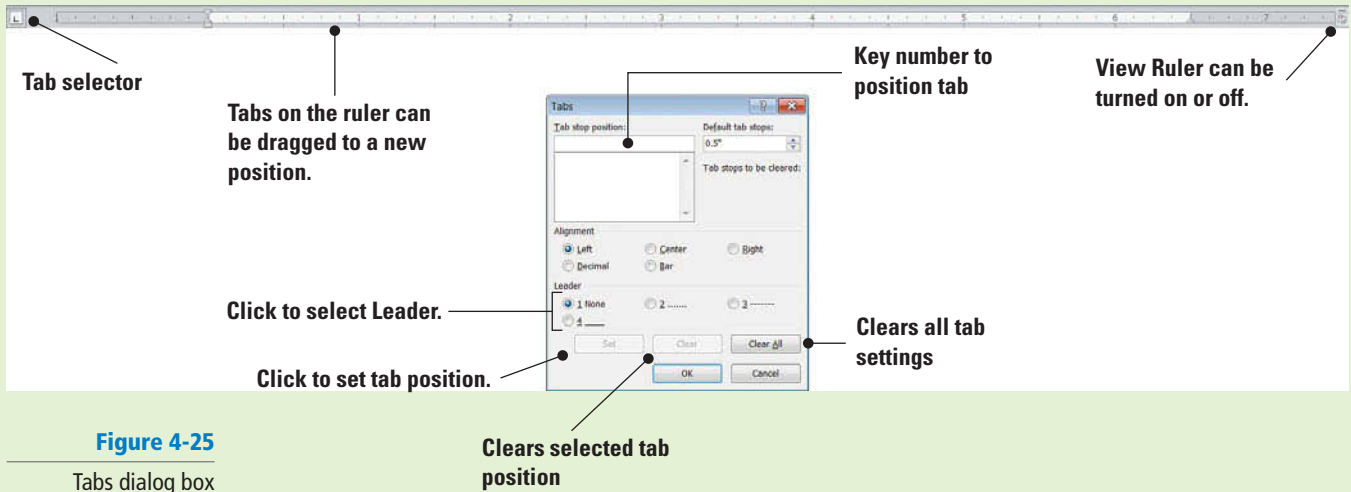 L 1 1 2 3 4 5 6 7
Tab selector
Tabs on the ruler can
be dragged to a new
position.
Key number to
position tab
View Ruler can be
turned on or off.
Tabs
Tab stop position:
Default tab stops:
0.5"
Tab stops to be cleared:
Alignment
Left Center Right
Decimal Bar
Leader
1 None 2 ....... 3 -------
4 ___
Set Clear Clear All
OK Cancel
Click to select Leader.
Click to set tab position.
Clears all tab
settings
Clears selected tab
position
Figure 4-25
Tabs dialog box